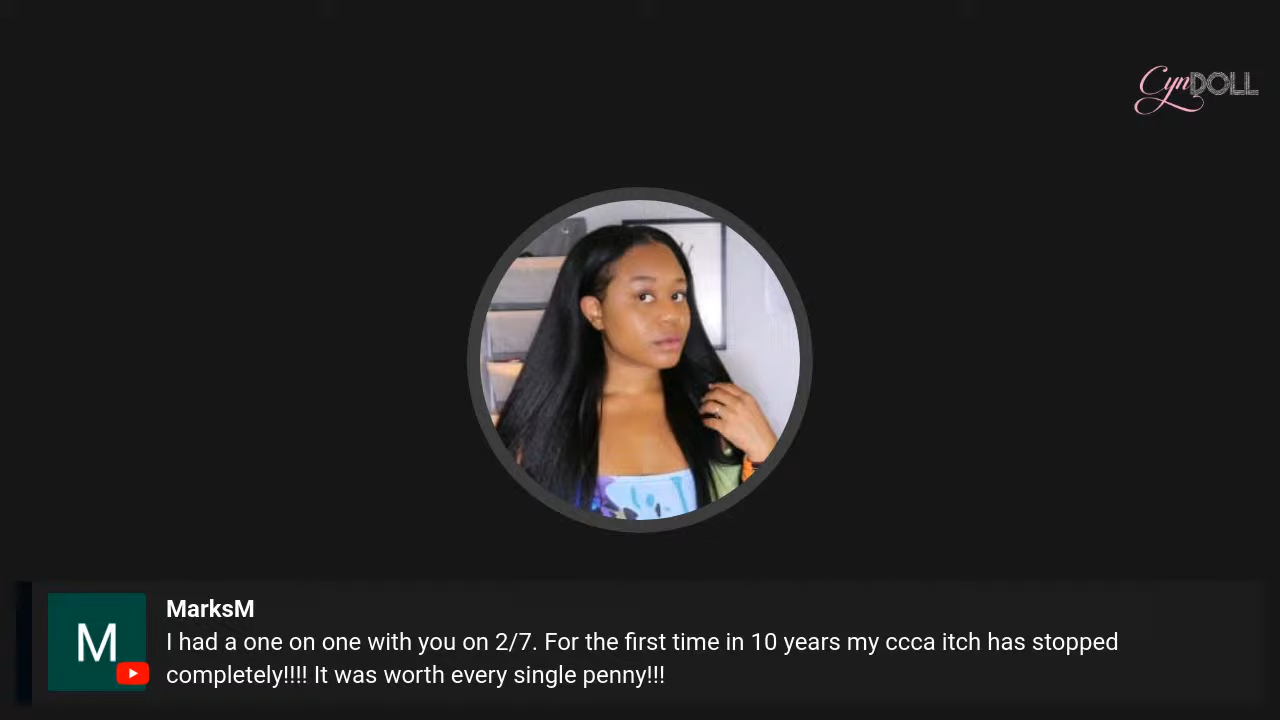 CynDOLL
M
MarksM
I had a one on one with you on 2/7. For the first time in 10 years my ccca itch has stopped
completely!!!! It was worth every single penny!!!